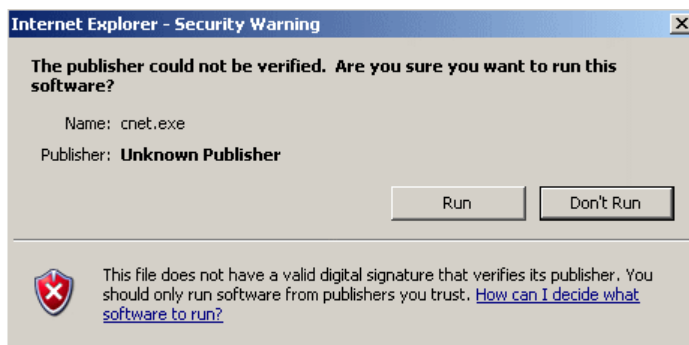 Internet Explorer - Security Warning
The publisher could not be verified.  Are you sure you want to run this
software?
Name: cnet.exe
Publisher: Unknown Publisher
Run
Don't Run
This file does not have a valid digital signature that verifies its publisher. You
should only run software from publishers you trust. How can I decide what
software to run?